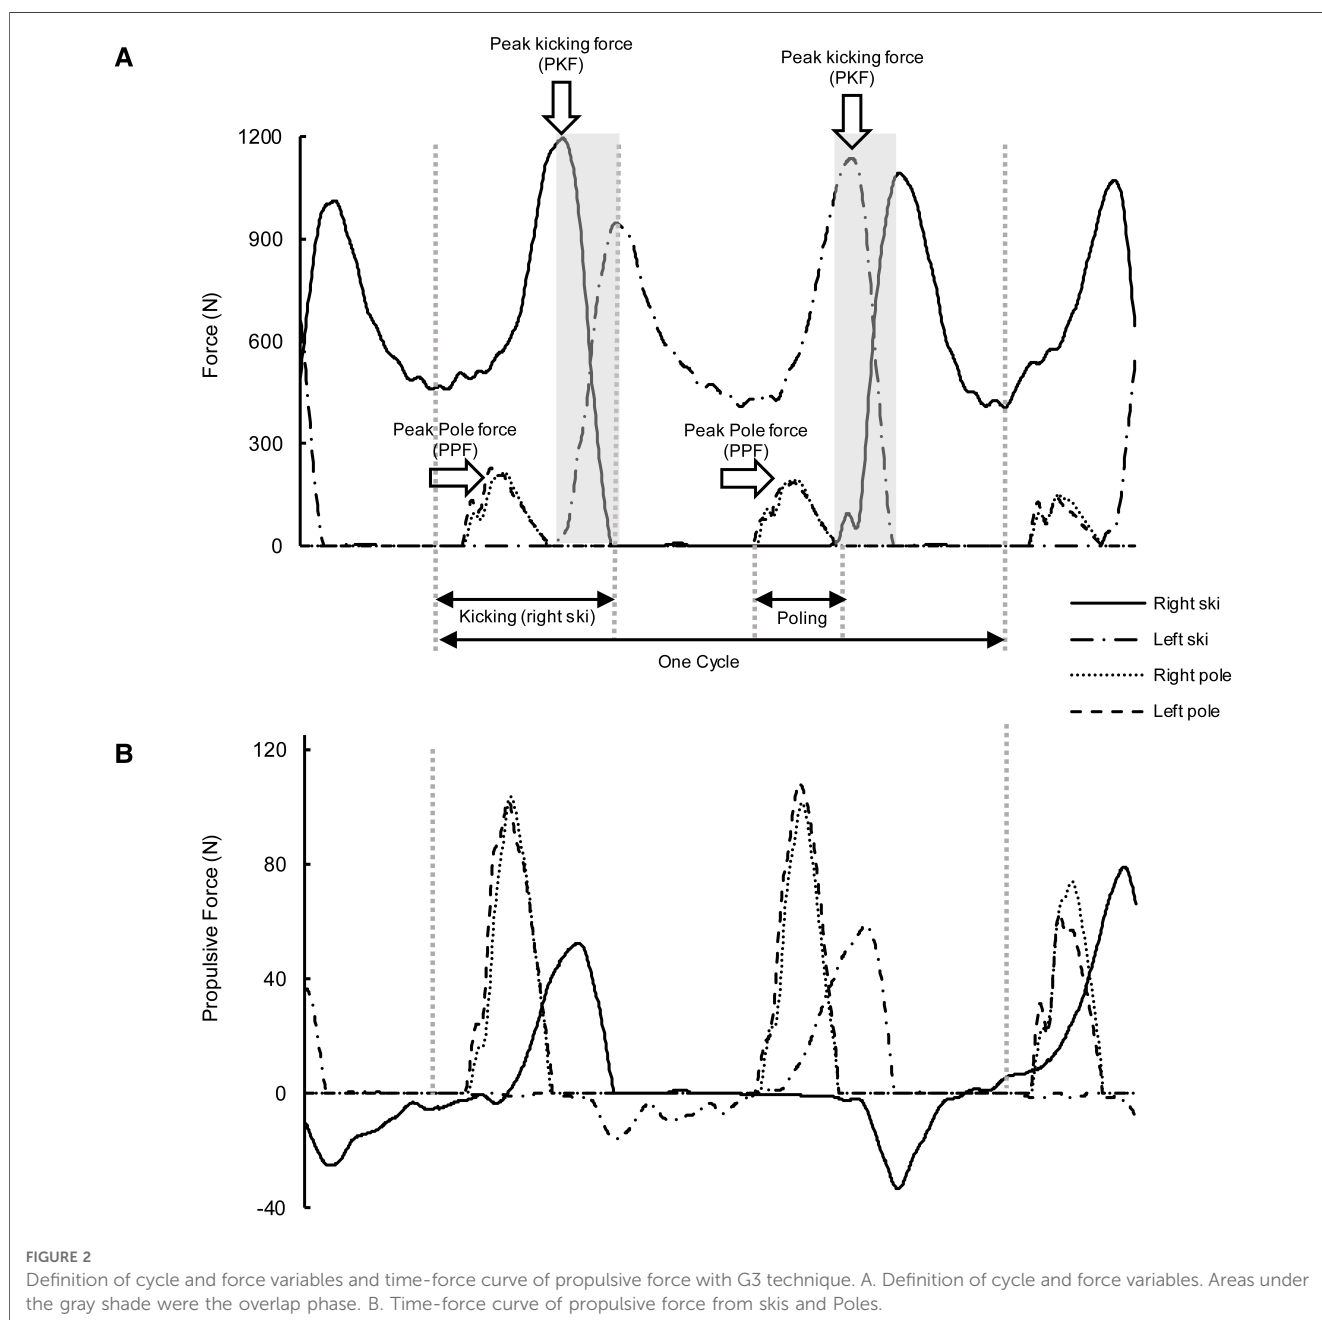 A
Peak kicking force
(PKF)
Peak kicking force
(PKF)
1200
900
600
300
0
Force (N)
Peak Pole force
(PPF)
Peak Pole force
(PPF)
Kicking (right ski)
Poling
One Cycle
Right ski
Left ski
Right pole
Left pole
B
120
80
40
0
-40
Propulsive Force (N)
FIGURE 2
Definition of cycle and force variables and time-force curve of propulsive force with G3 technique. A. Definition of cycle and force variables. Areas under
the gray shade were the overlap phase. B. Time-force curve of propulsive force from skis and Poles.